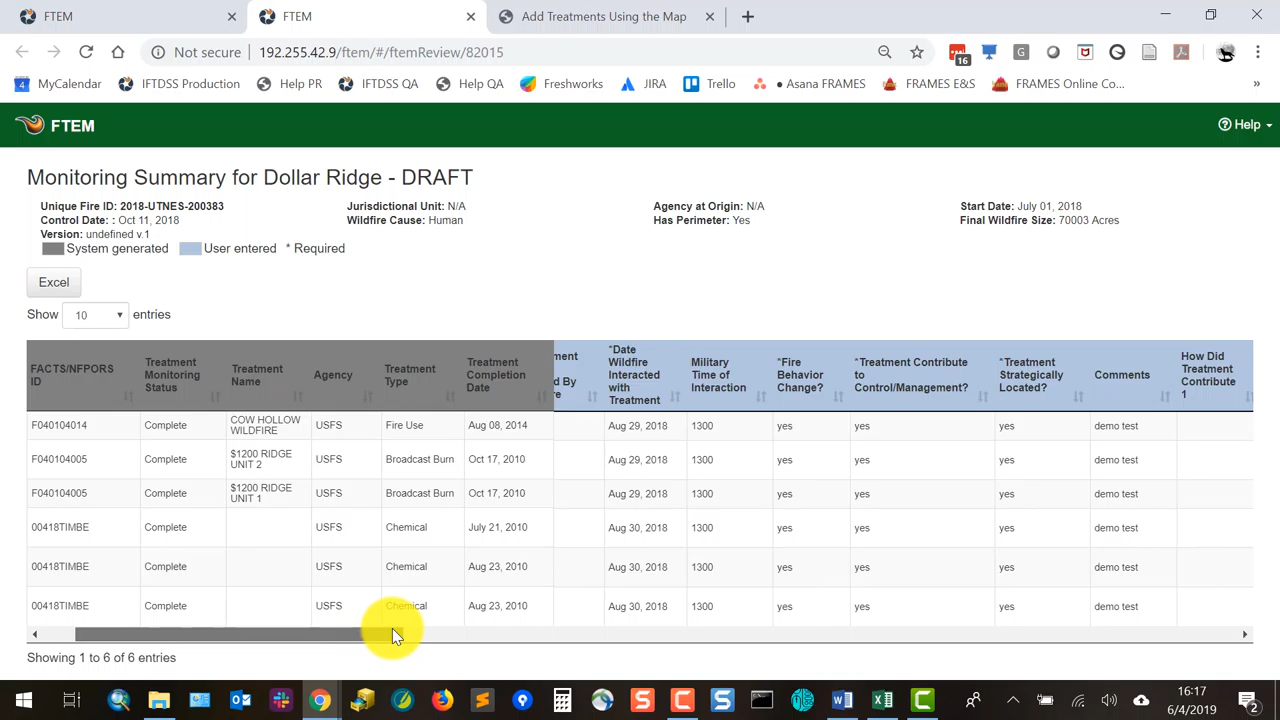 FTEM
FTEM
Add Treatments Using the Map
Not secure
192.255.42.9/ftem/#/ftemReview/82015
16
4 MyCalendar
IFTDSS Production
Help PR
IFTDSS QA
Help QA
Freshworks
JIRA
Trello
● Asana FRAMES
FRAMES E&S
FRAMES Online Co...
»
FTEM
Help
Monitoring Summary for Dollar Ridge - DRAFT
Unique Fire ID: 2018-UTNES-200383 Jurisdictional Unit: N/A Agency at Origin: N/A Start Date: July 01, 2018
Control Date: : Oct 11, 2018 Wildfire Cause: Human Has Perimeter: Yes Final Wildfire Size: 70003 Acres
Version: undefined v.1
System generated User entered * Required
Excel
Show 10 entries
FACTS/NFPORS
ID
Treatment
Monitoring
Status
Treatment
Name
Agency
Treatment
Type
Treatment
Completion
Date
ment
d By
re
*Date
Wildfire
Interacted
with
Treatment
Military
Time of
Interaction
*Fire
Behavior
Change?
*Treatment Contribute
to
Control/Management?
*Treatment
Strategically
Located?
Comments
How Did
Treatment
Contribute
1
F040104014 Complete COW HOLLOW
WILDFIRE USFS Fire Use Aug 08, 2014 Aug 29, 2018 1300 yes yes yes demo test
F040104005 Complete $1200 RIDGE
UNIT 2 USFS Broadcast Burn Oct 17, 2010 Aug 29, 2018 1300 yes yes yes demo test
F040104005 Complete $1200 RIDGE
UNIT 1 USFS Broadcast Burn Oct 17, 2010 Aug 29, 2018 1300 yes yes yes demo test
00418TIMBE Complete USFS Chemical July 21, 2010 Aug 30, 2018 1300 yes yes yes demo test
00418TIMBE Complete USFS Chemical Aug 23, 2010 Aug 30, 2018 1300 yes yes yes demo test
00418TIMBE Complete USFS Chemical Aug 23, 2010 Aug 30, 2018 1300 yes yes yes demo test
Showing 1 to 6 of 6 entries
16:17
6/4/2019
2